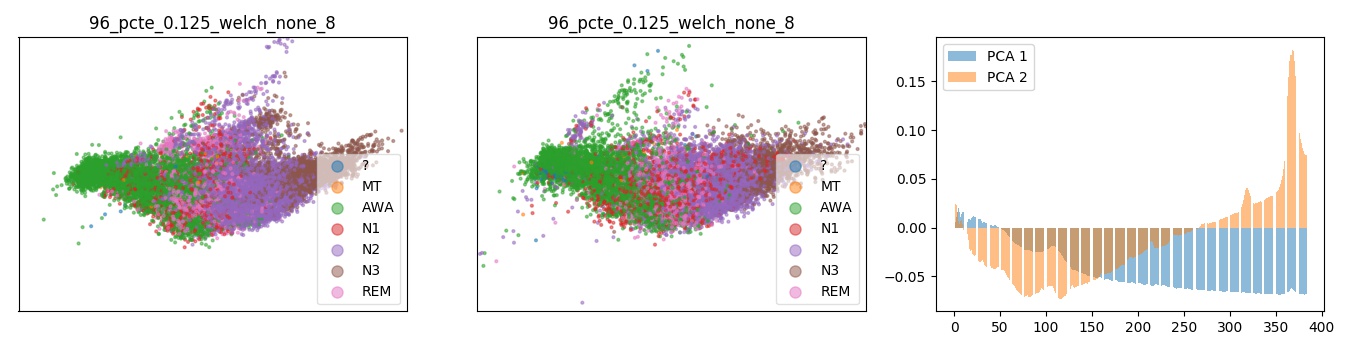 96_pcte_0.125_welch_none_8
?
MT
AWA
N1
N2
N3
REM
96_pcte_0.125_welch_none_8
?
MT
AWA
N1
N2
N3
REM
PCA 1
PCA 2
0.15
0.10
0.05
0.00
−0.05
0 50 100 150 200 250 300 350 400